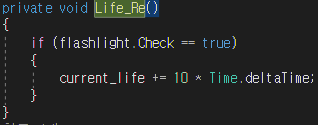 private void Life_Re()
{
if (flashlight.Check == true)
{
current_life += 10 * Time.deltaTime;
}
}